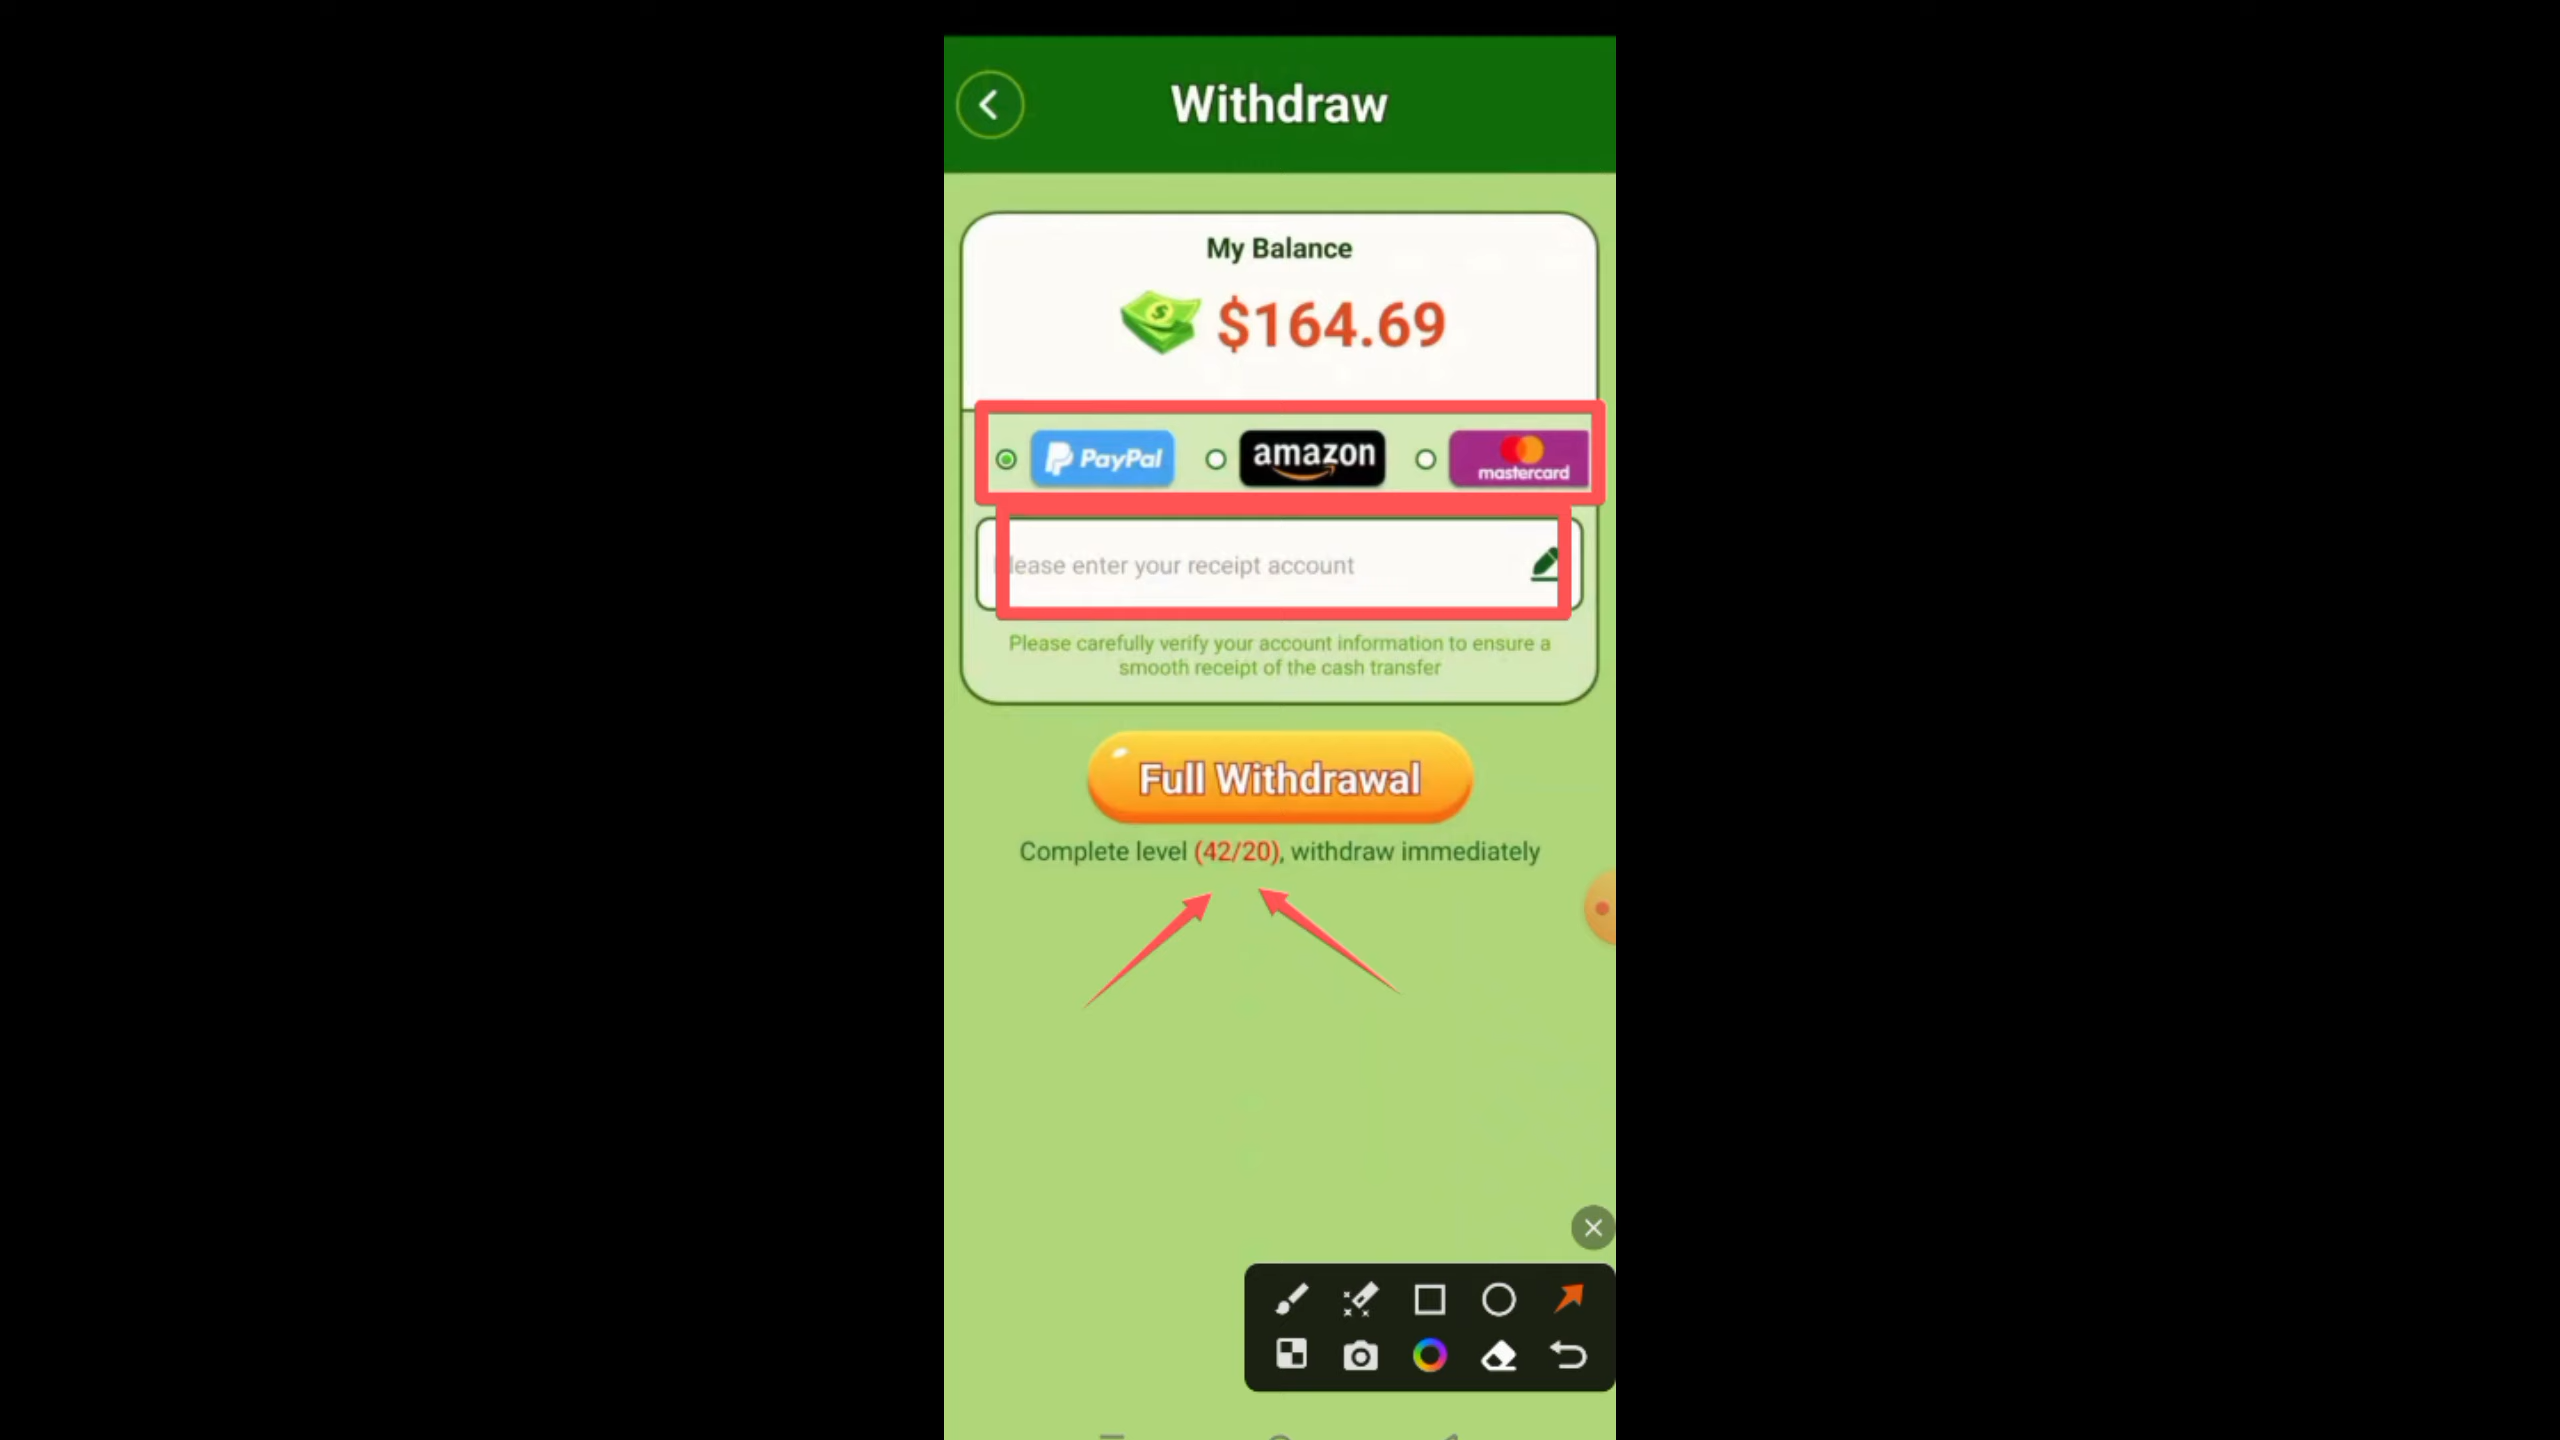 Withdraw
My Balance
$164.69
PayPal amazon mastercard
lease enter your receipt account
Please carefully verify your account information to ensure a
smooth receipt of the cash transfer
Full Withdrawal
Complete level (42/20), withdraw immediately